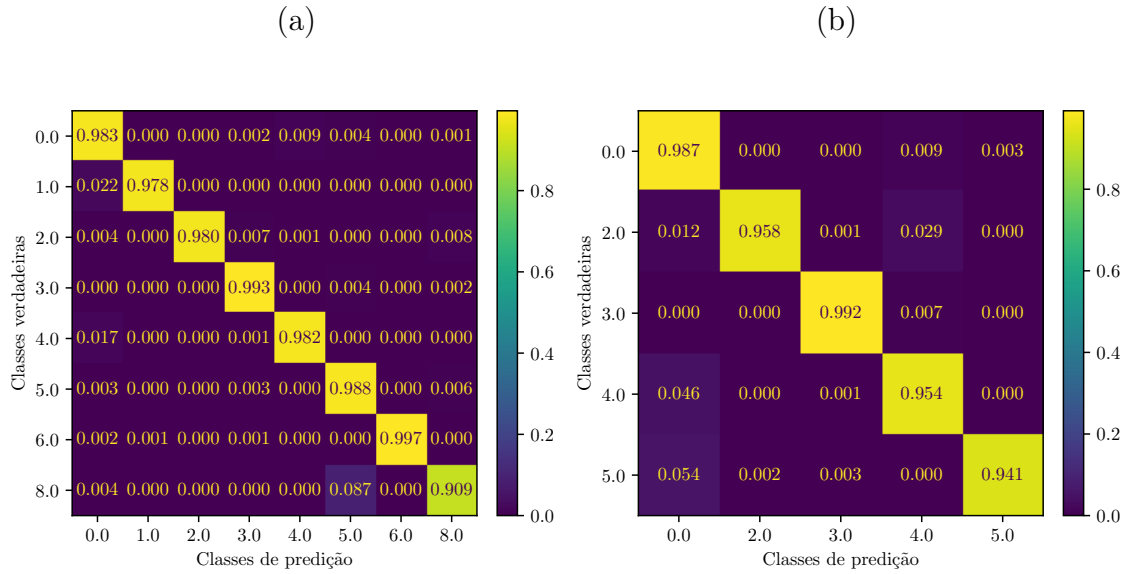 (a)
0.0 0.983 0.000 0.000 0.002 0.009 0.004 0.000 0.001
1.0 0.022 0.978 0.000 0.000 0.000 0.000 0.000 0.000
2.0 0.004 0.000 0.980 0.007 0.001 0.000 0.000 0.008
3.0 0.000 0.000 0.000 0.993 0.000 0.004 0.000 0.002
4.0 0.017 0.000 0.000 0.001 0.982 0.000 0.000 0.000
5.0 0.003 0.000 0.000 0.003 0.000 0.988 0.000 0.006
6.0 0.002 0.001 0.000 0.001 0.000 0.000 0.997 0.000
8.0 0.004 0.000 0.000 0.000 0.000 0.087 0.000 0.909
0.0 1.0 2.0 3.0 4.0 5.0 6.0 8.0
Classes de predição
Classes verdadeiras
0.8
0.6
0.4
0.2
0.0
(b)
0.0 0.987 0.000 0.000 0.009 0.003
2.0 0.012 0.958 0.001 0.029 0.000
3.0 0.000 0.000 0.992 0.007 0.000
4.0 0.046 0.000 0.001 0.954 0.000
5.0 0.054 0.002 0.003 0.000 0.941
0.0 2.0 3.0 4.0 5.0
Classes de predição
Classes verdadeiras
0.8
0.6
0.4
0.2
0.0